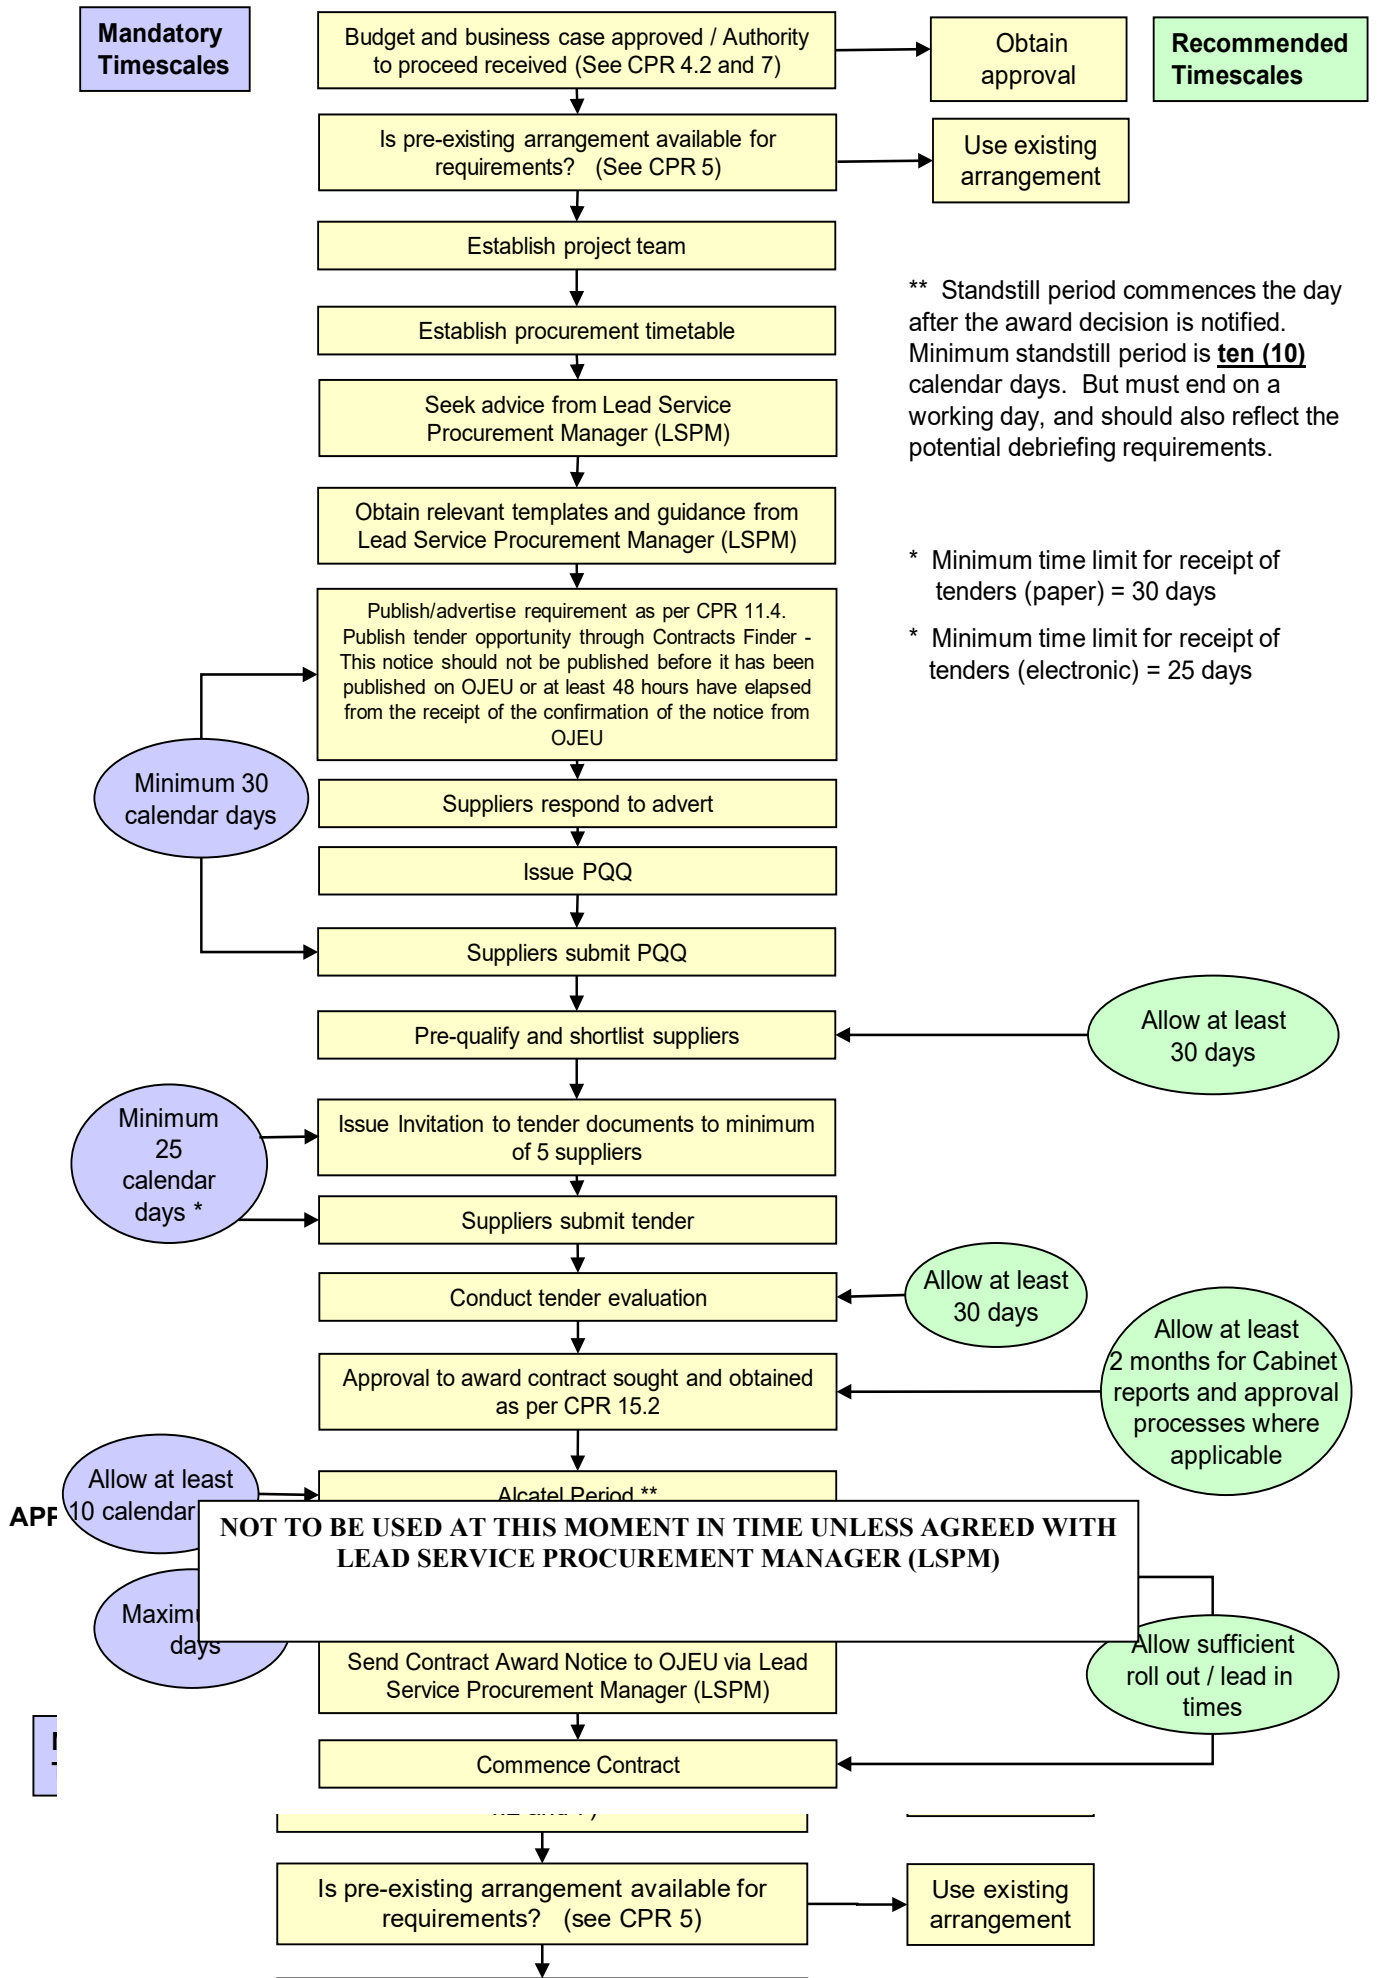 Mandatory
Timescales
Budget and business case approved / Authority
to proceed received (See CPR 4.2 and 7)
Obtain
approval
Recommended
Timescales
Is pre-existing arrangement available for
requirements? (See CPR 5)
Use existing
arrangement
Establish project team
** Standstill period commences the day
after the award decision is notified.
Minimum standstill period is ten (10)
calendar days. But must end on a
working day, and should also reflect the
potential debriefing requirements.
Establish procurement timetable
Seek advice from Lead Service
Procurement Manager (LSPM)
Obtain relevant templates and guidance from
Lead Service Procurement Manager (LSPM)
* Minimum time limit for receipt of
tenders (paper) = 30 days
* Minimum time limit for receipt of
tenders (electronic) = 25 days
Publish/advertise requirement as per CPR 11.4.
Publish tender opportunity through Contracts Finder -
This notice should not be published before it has been
published on OJEU or at least 48 hours have elapsed
from the receipt of the confirmation of the notice from
OJEU
Minimum 30
calendar days
Suppliers respond to advert
Issue PQQ
Suppliers submit PQQ
Pre-qualify and shortlist suppliers
Allow at least
30 days
Minimum
25
calendar
days *
Issue Invitation to tender documents to minimum
of 5 suppliers
Suppliers submit tender
Conduct tender evaluation
Allow at least
30 days
Approval to award contract sought and obtained
as per CPR 15.2
Allow at least
2 months for Cabinet
reports and approval
processes where
applicable
Allow at least
10 calendar
Alcatel Period **
NOT TO BE USED AT THIS MOMENT IN TIME UNLESS AGREED WITH
LEAD SERVICE PROCUREMENT MANAGER (LSPM)
days
Send Contract Award Notice to OJEU via Lead
Service Procurement Manager (LSPM)
Allow sufficient
roll out / lead in
times
Commence Contract
Is pre-existing arrangement available for
requirements? (see CPR 5)
Use existing
arrangement